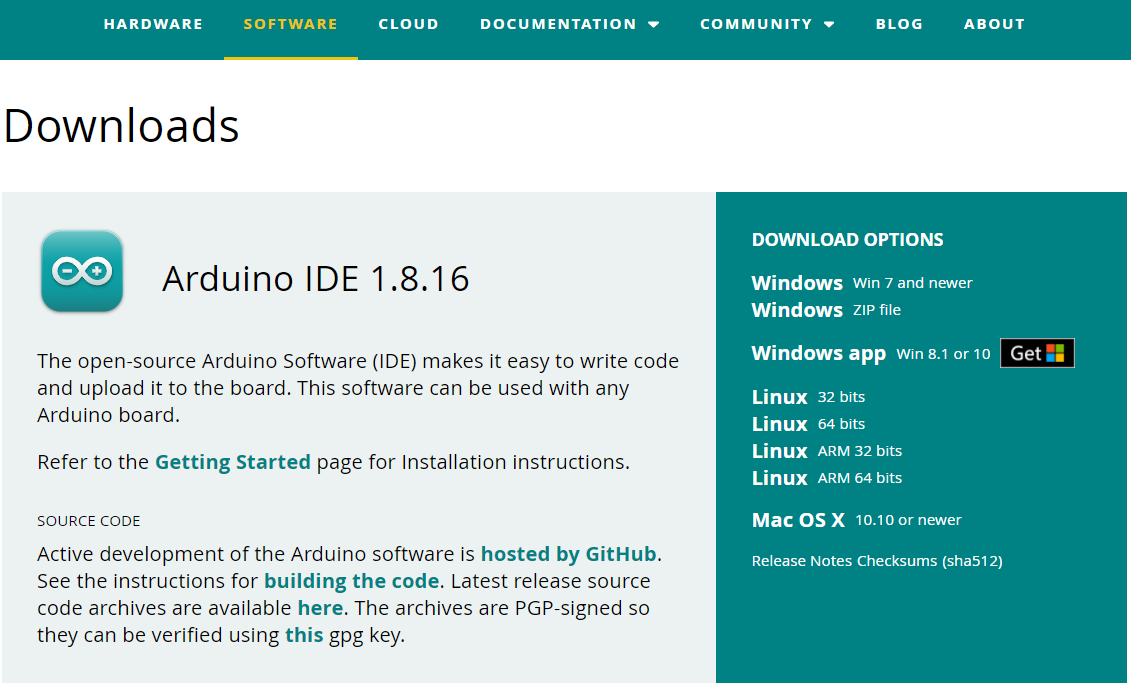 HARDWARE SOFTWARE CLOUD DOCUMENTATION COMMUNITY BLOG ABOUT
Downloads
Arduino IDE 1.8.16
The open-source Arduino Software (IDE) makes it easy to write code
and upload it to the board. This software can be used with any
Arduino board.
Refer to the Getting Started page for Installation instructions.
SOURCE CODE
Active development of the Arduino software is hosted by GitHub.
See the instructions for building the code. Latest release source
code archives are available here. The archives are PGP-signed so
they can be verified using this gpg key.
DOWNLOAD OPTIONS
Windows Win 7 and newer
Windows ZIP file
Windows app Win 8.1 or 10 Get
Linux 32 bits
Linux 64 bits
Linux ARM 32 bits
Linux ARM 64 bits
Mac OS X 10.10 or newer
Release Notes Checksums (sha512)